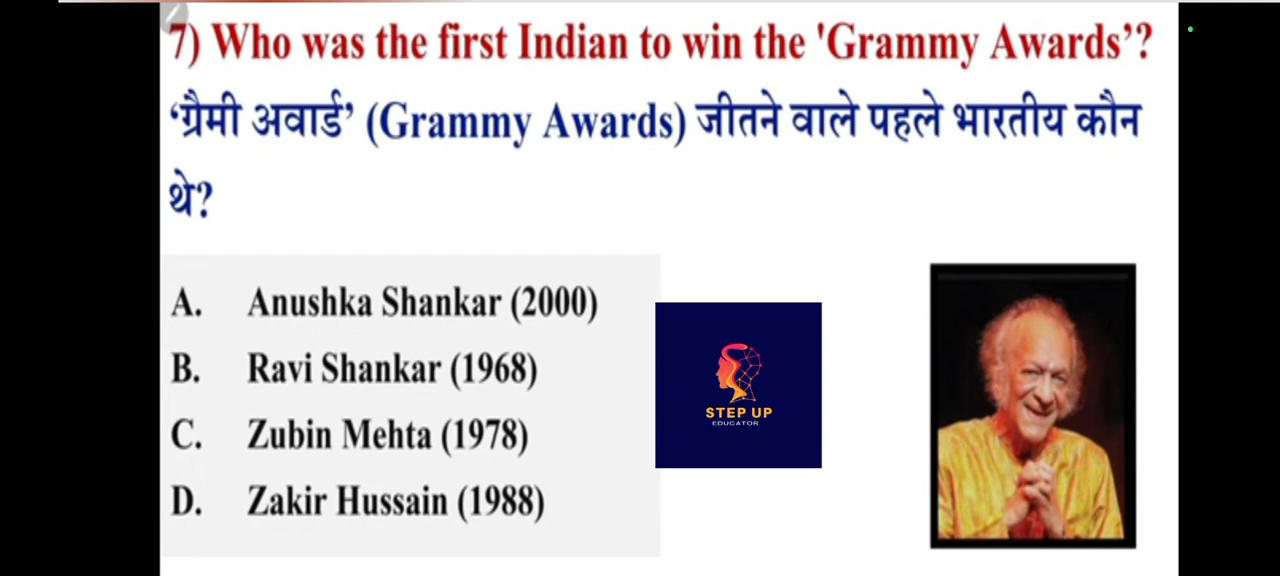 7) Who was the first Indian to win the 'Grammy Awards’?
‘ग्रैमी अवार्ड’ (Grammy Awards) जीतने वाले पहले भारतीय कौन
थे?
A. Anushka Shankar (2000)
B. Ravi Shankar (1968)
C. Zubin Mehta (1978)
D. Zakir Hussain (1988)
STEP UP
EDUCATOR